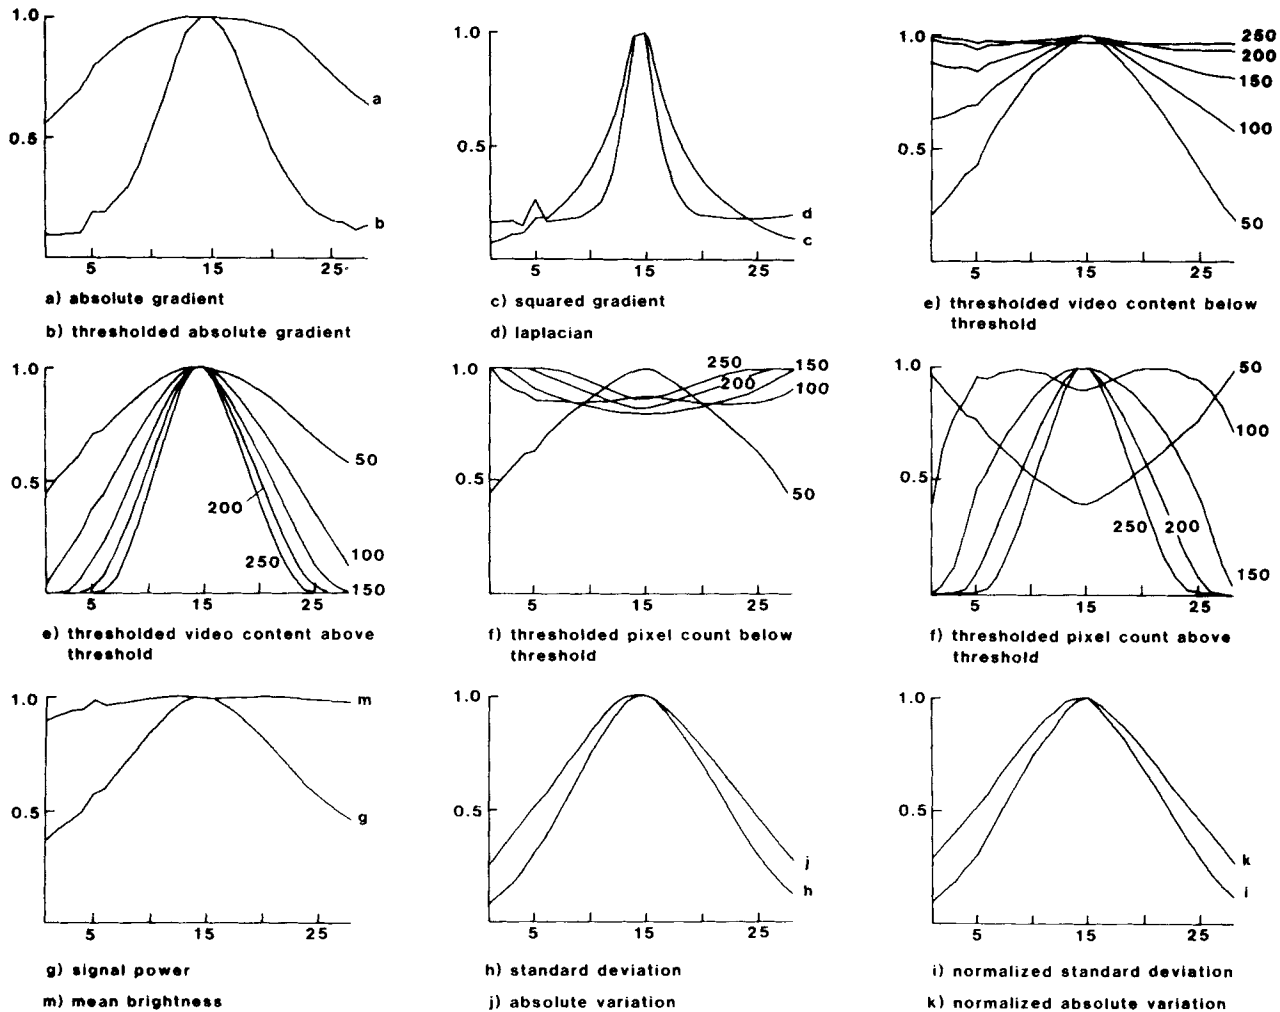 1.0
0.5
a
b
5
15
25
a) absolute gradient
b) thresholded absolute gradient
1.0
0.5
d
c
5
15
25
c) squared gradient
d) laplacian
1.0
0.5
250
200
150
100
50
5
15
25
e) thresholded video content below
threshold
1.0
0.5
50
200
250
100
150
5
15
25
e) thresholded video content above
threshold
1.0
0.5
250
200
150
100
50
5
15
25
f) thresholded pixel count below
threshold
1.0
0.5
50
100
250
200
150
5
15
25
f) thresholded pixel count above
threshold
1.0
0.5
m
g
5
15
25
g) signal power
m) mean brightness
1.0
0.5
j
h
5
15
25
h) standard deviation
j) absolute variation
1.0
0.5
k
i
5
15
25
i) normalized standard deviation
k) normalized absolute variation